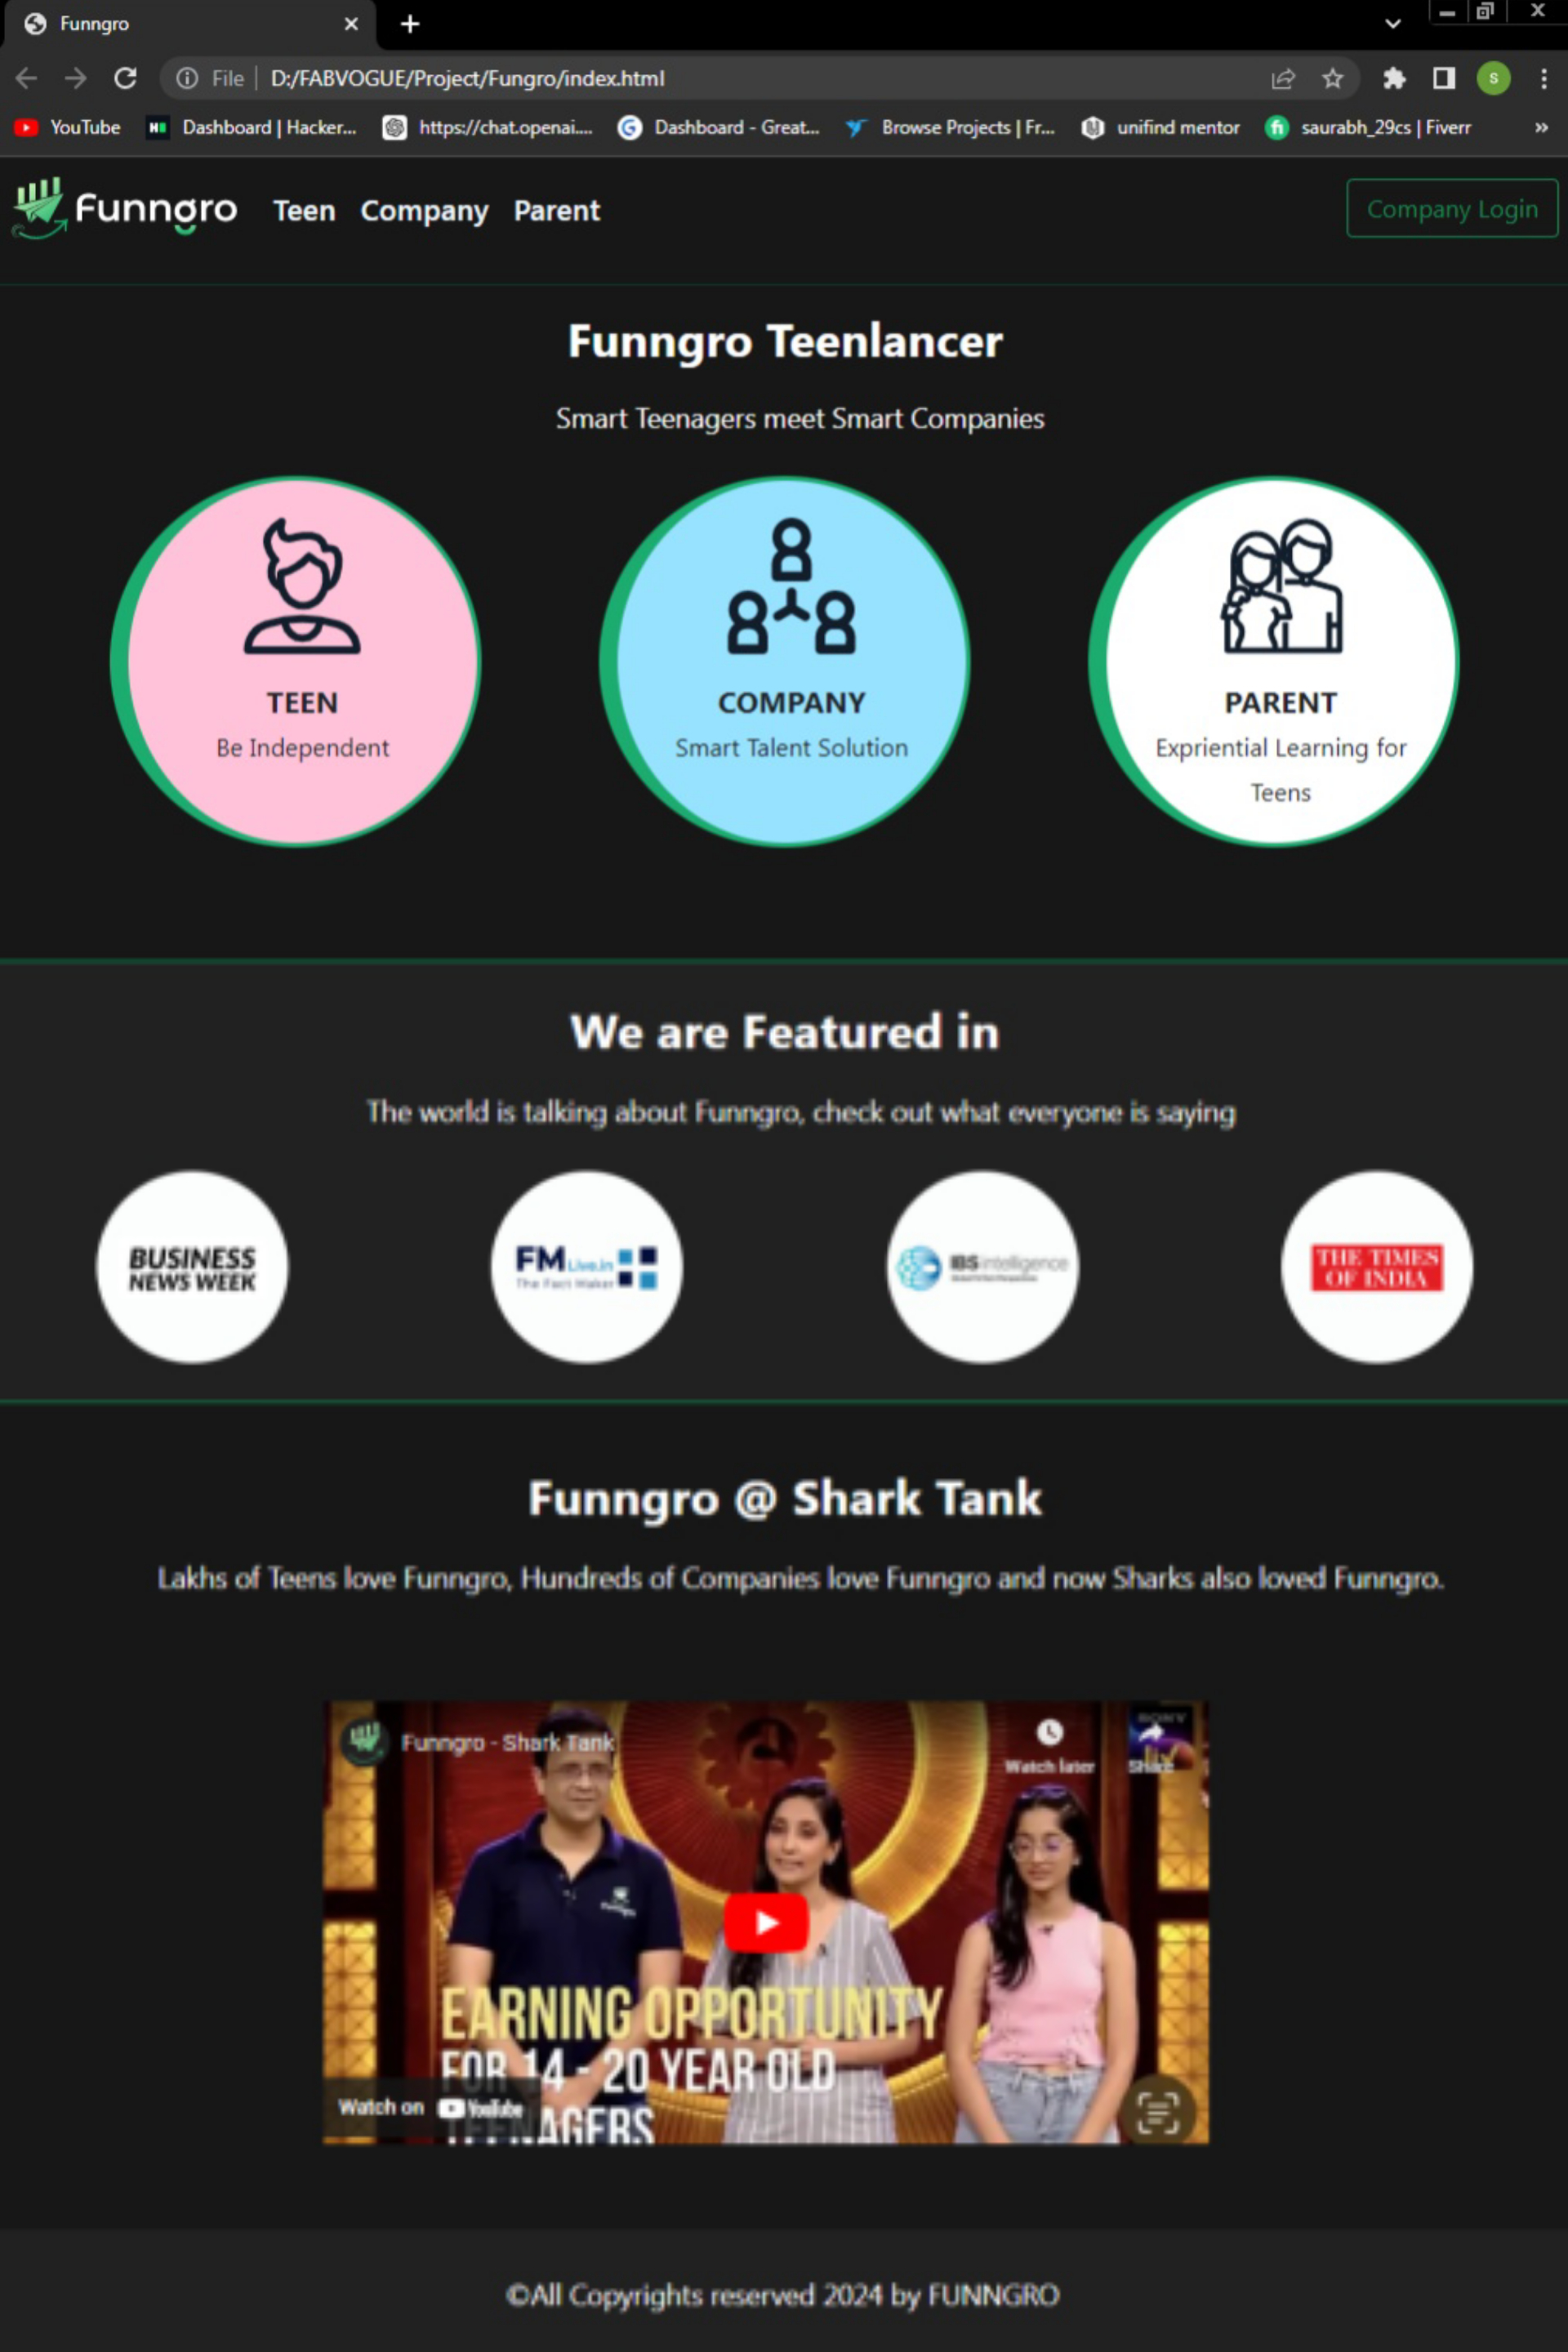 Funngro
File D:/FABVOGUE/Project/Fungro/index.html
S
YouTube Dashboard | Hacker... https://chat.openai.... Dashboard - Great... Browse Projects | Fr... unifind mentor saurabh_29cs | Fiverr »
Funngro Teen Company Parent Company Login
Funngro Teenlancer
Smart Teenagers meet Smart Companies
TEEN COMPANY PARENT
Be Independent Smart Talent Solution Expriential Learning for
Teens
We are Featured in
The world is talking about Funngro, check out what everyone is saying
BUSINESS
NEWS WEEK
FM Live.in
The Fact Maker
IBS intelligence
THE TIMES
OF INDIA
Funngro @ Shark Tank
Lakhs of Teens love Funngro, Hundreds of Companies love Funngro and now Sharks also loved Funngro.
SONY
Funngro - Shark Tank
Watch later Share
EARNING OPPORTUNITY
FOR 14 - 20 YEAR OLD
TEENAGERS
Watch on YouTube
©All Copyrights reserved 2024 by FUNNGRO